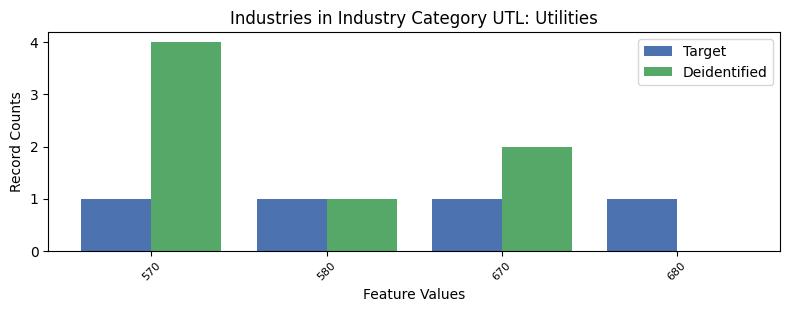 Industries in Industry Category UTL: Utilities
Target
Deidentified
Record Counts
4
3
2
1
0
570
580
670
680
Feature Values